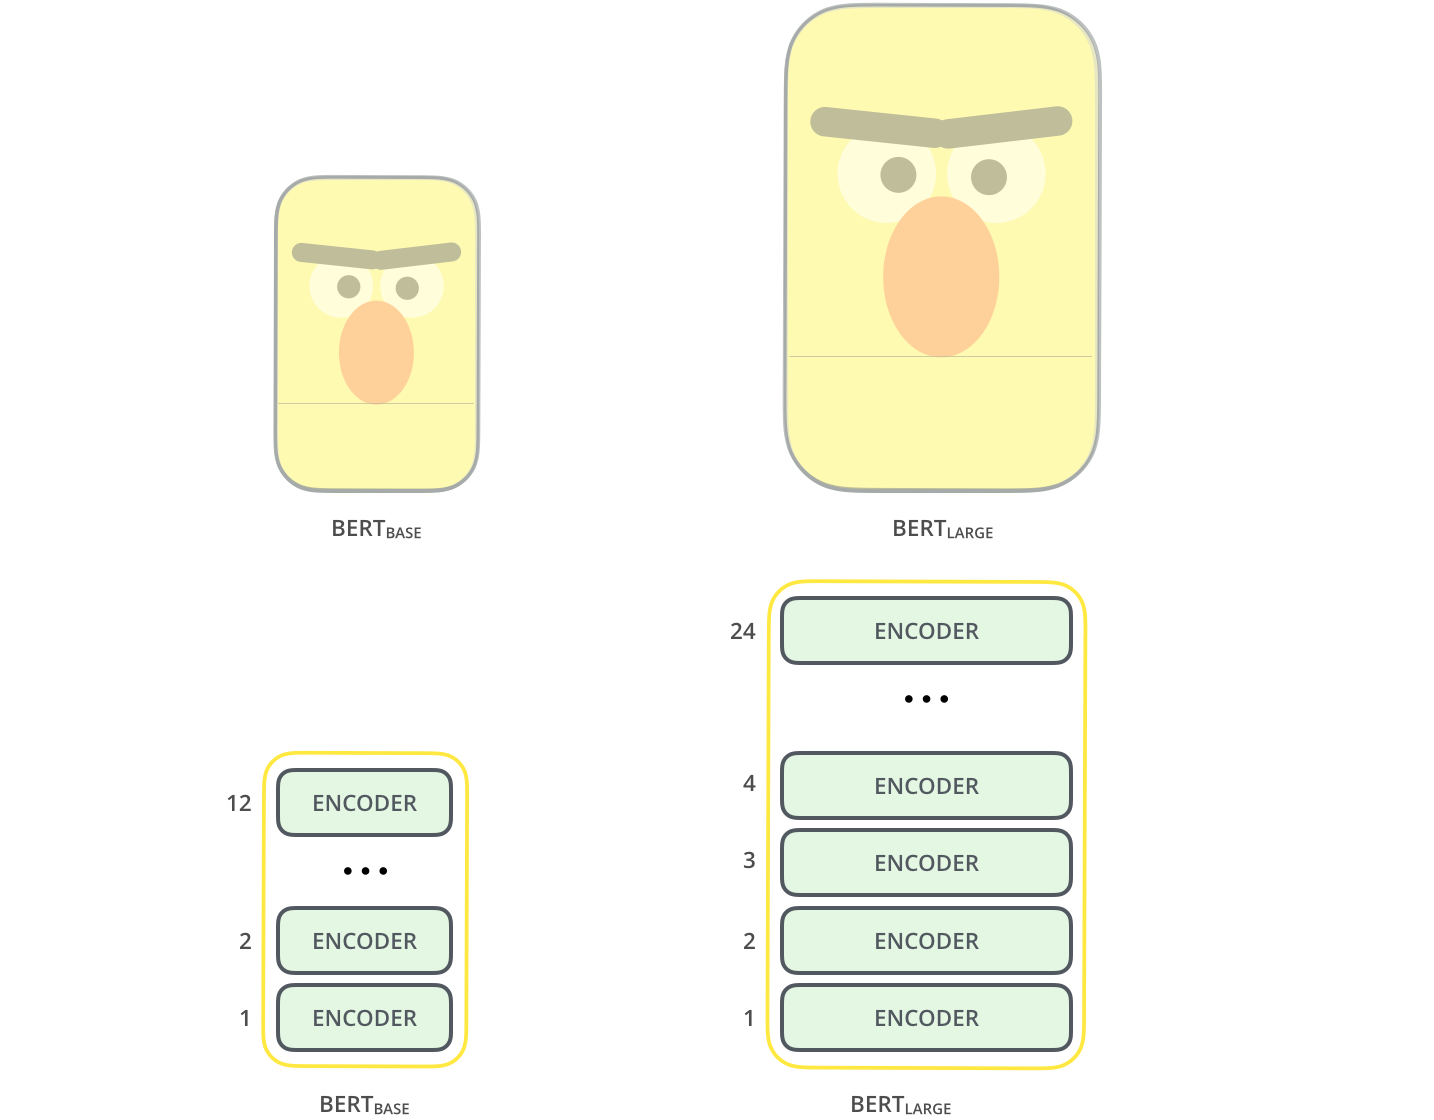 BERTBASE
BERTLARGE
24 ENCODER
...
4 ENCODER
3 ENCODER
2 ENCODER
1 ENCODER
12 ENCODER
...
2 ENCODER
1 ENCODER
BERTBASE
BERTLARGE